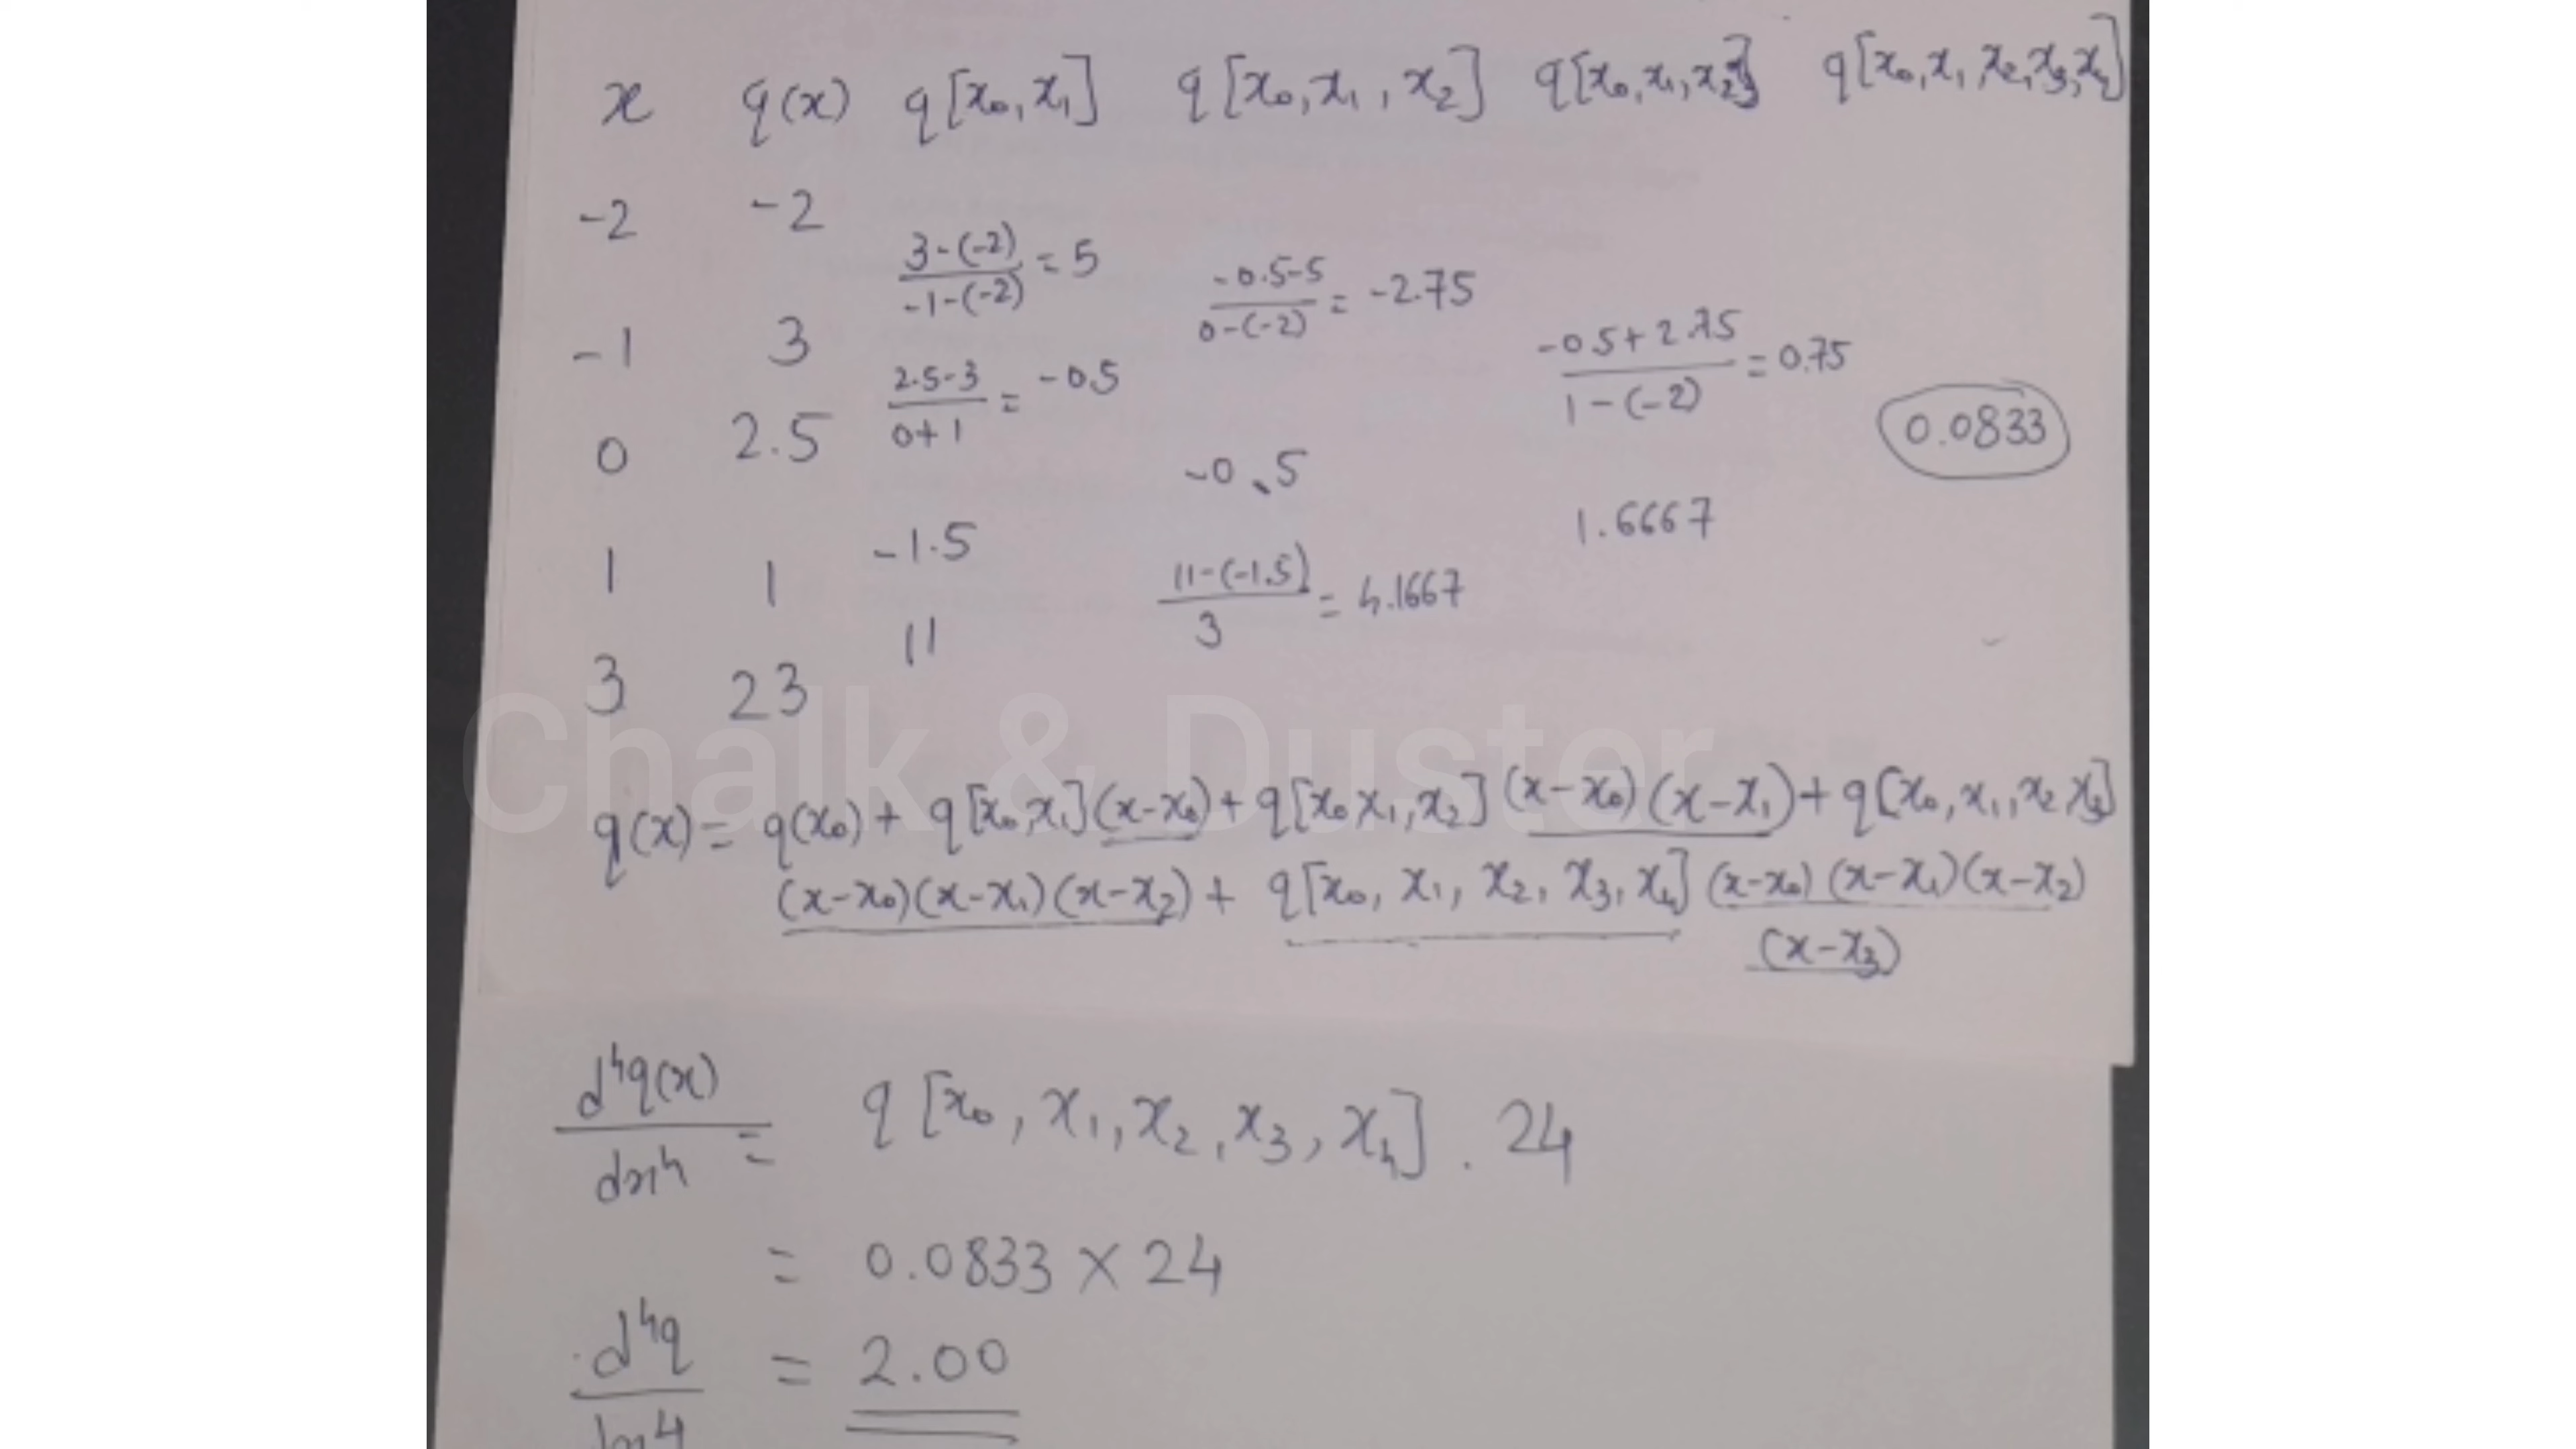 x q(x) q[x₀,x₁] q[x₀,x₁,x₂] q[x₀,x₁,x₂,₃] q[x₀,x₁,x₂,x₃,x₄]
-2 -2
(3-(-2))/(-1-(-2)) = 5 (-0.5-5)/(0-(-2)) = -2.75
-1 3 (-0.5+2.75)/(1-(-2)) = 0.75
(2.5-3)/(0+1) = -0.5
0 2.5 0.0833
-0.5
-1.5 1.6667
1 1 (11-(-1.5))/3 = 4.1667
11
3 23
Chalk & Duster
q(x) = q(x₀) + q[x₀,x₁](x-x₀) + q[x₀x₁,x₂](x-x₀)(x-x₁) + q[x₀,x₁,x₂x₃]
(x-x₀)(x-x₁)(x-x₂) + q[x₀, x₁, x₂, x₃, x₄](x-x₀)(x-x₁)(x-x₂)
(x-x₃)
d⁴q(x)/dx⁴ = q[x₀, x₁, x₂, x₃, x₄] . 24
= 0.0833 × 24
d⁴q/dx⁴ = 2.00